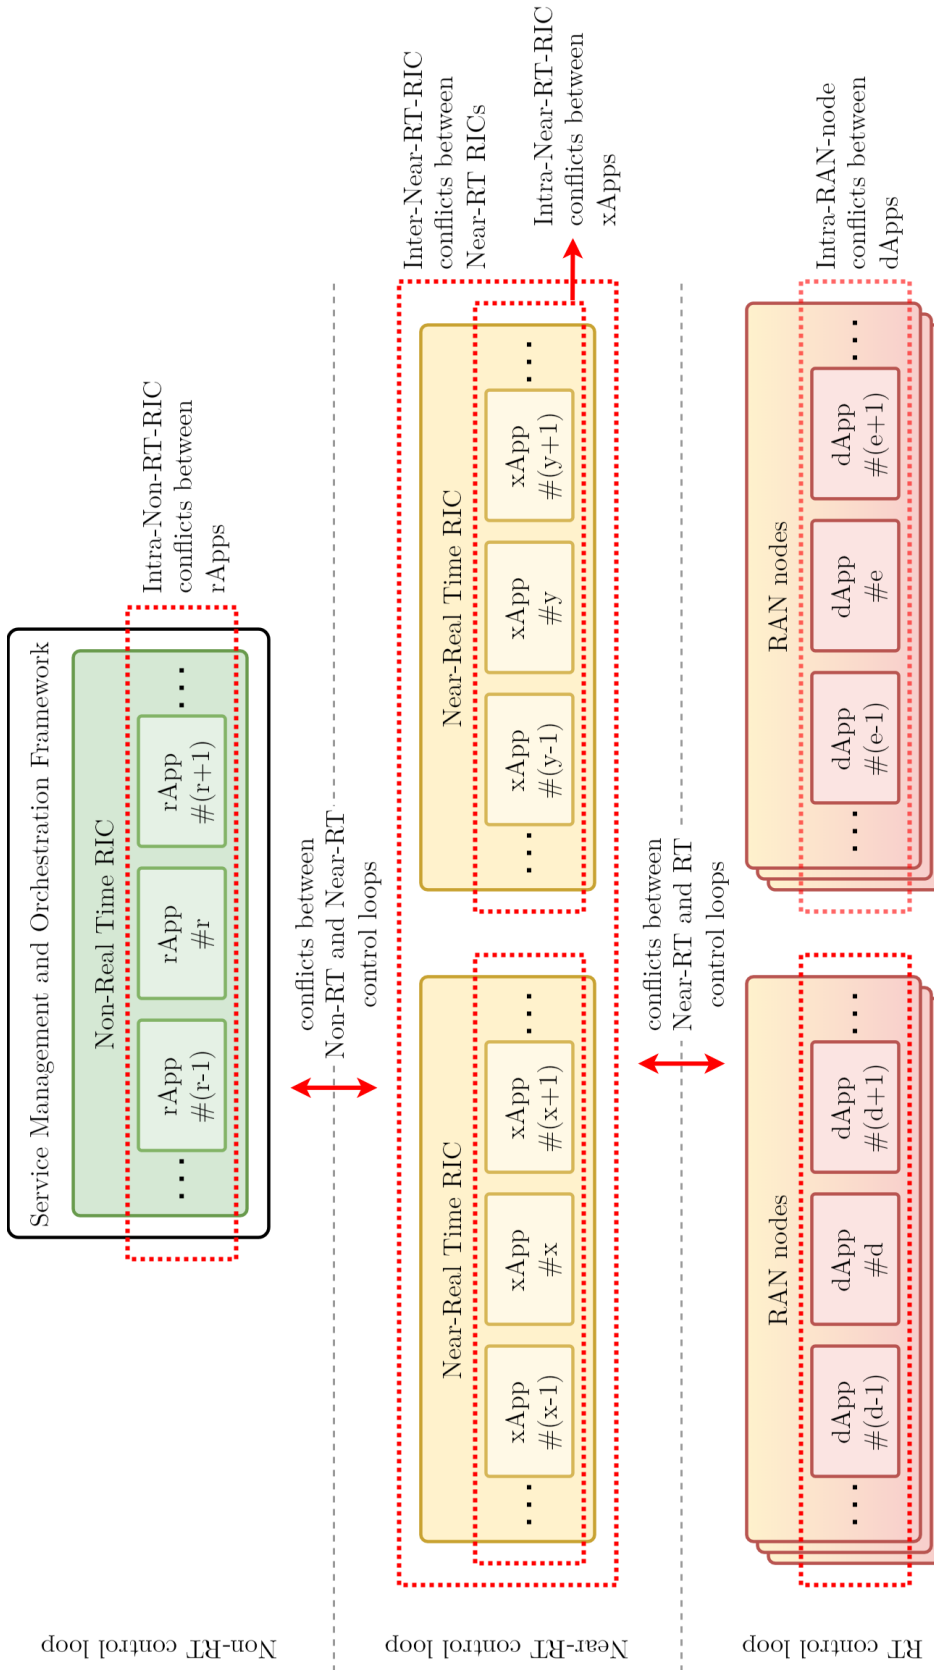 Service Management and Orchestration Framework
Non-Real Time RIC
rApp
#(r-1)
rApp
#r
rApp
#(r+1)
Intra-Non-RT-RIC
conflicts between
rApps
Non-RT control loop
conflicts between
Non-RT and Near-RT
control loops
Inter-Near-RT-RIC
conflicts between
Near-RT RICs
Near-Real Time RIC
xApp
#(x-1)
xApp
#x
xApp
#(x+1)
Near-Real Time RIC
xApp
#(y-1)
xApp
#y
xApp
#(y+1)
Intra-Near-RT-RIC
conflicts between
xApps
Near-RT control loop
conflicts between
Near-RT and RT
control loops
RAN nodes
dApp
#(d-1)
dApp
#d
dApp
#(d+1)
RAN nodes
dApp
#(e-1)
dApp
#e
dApp
#(e+1)
Intra-RAN-node
conflicts between
dApps
RT control loop